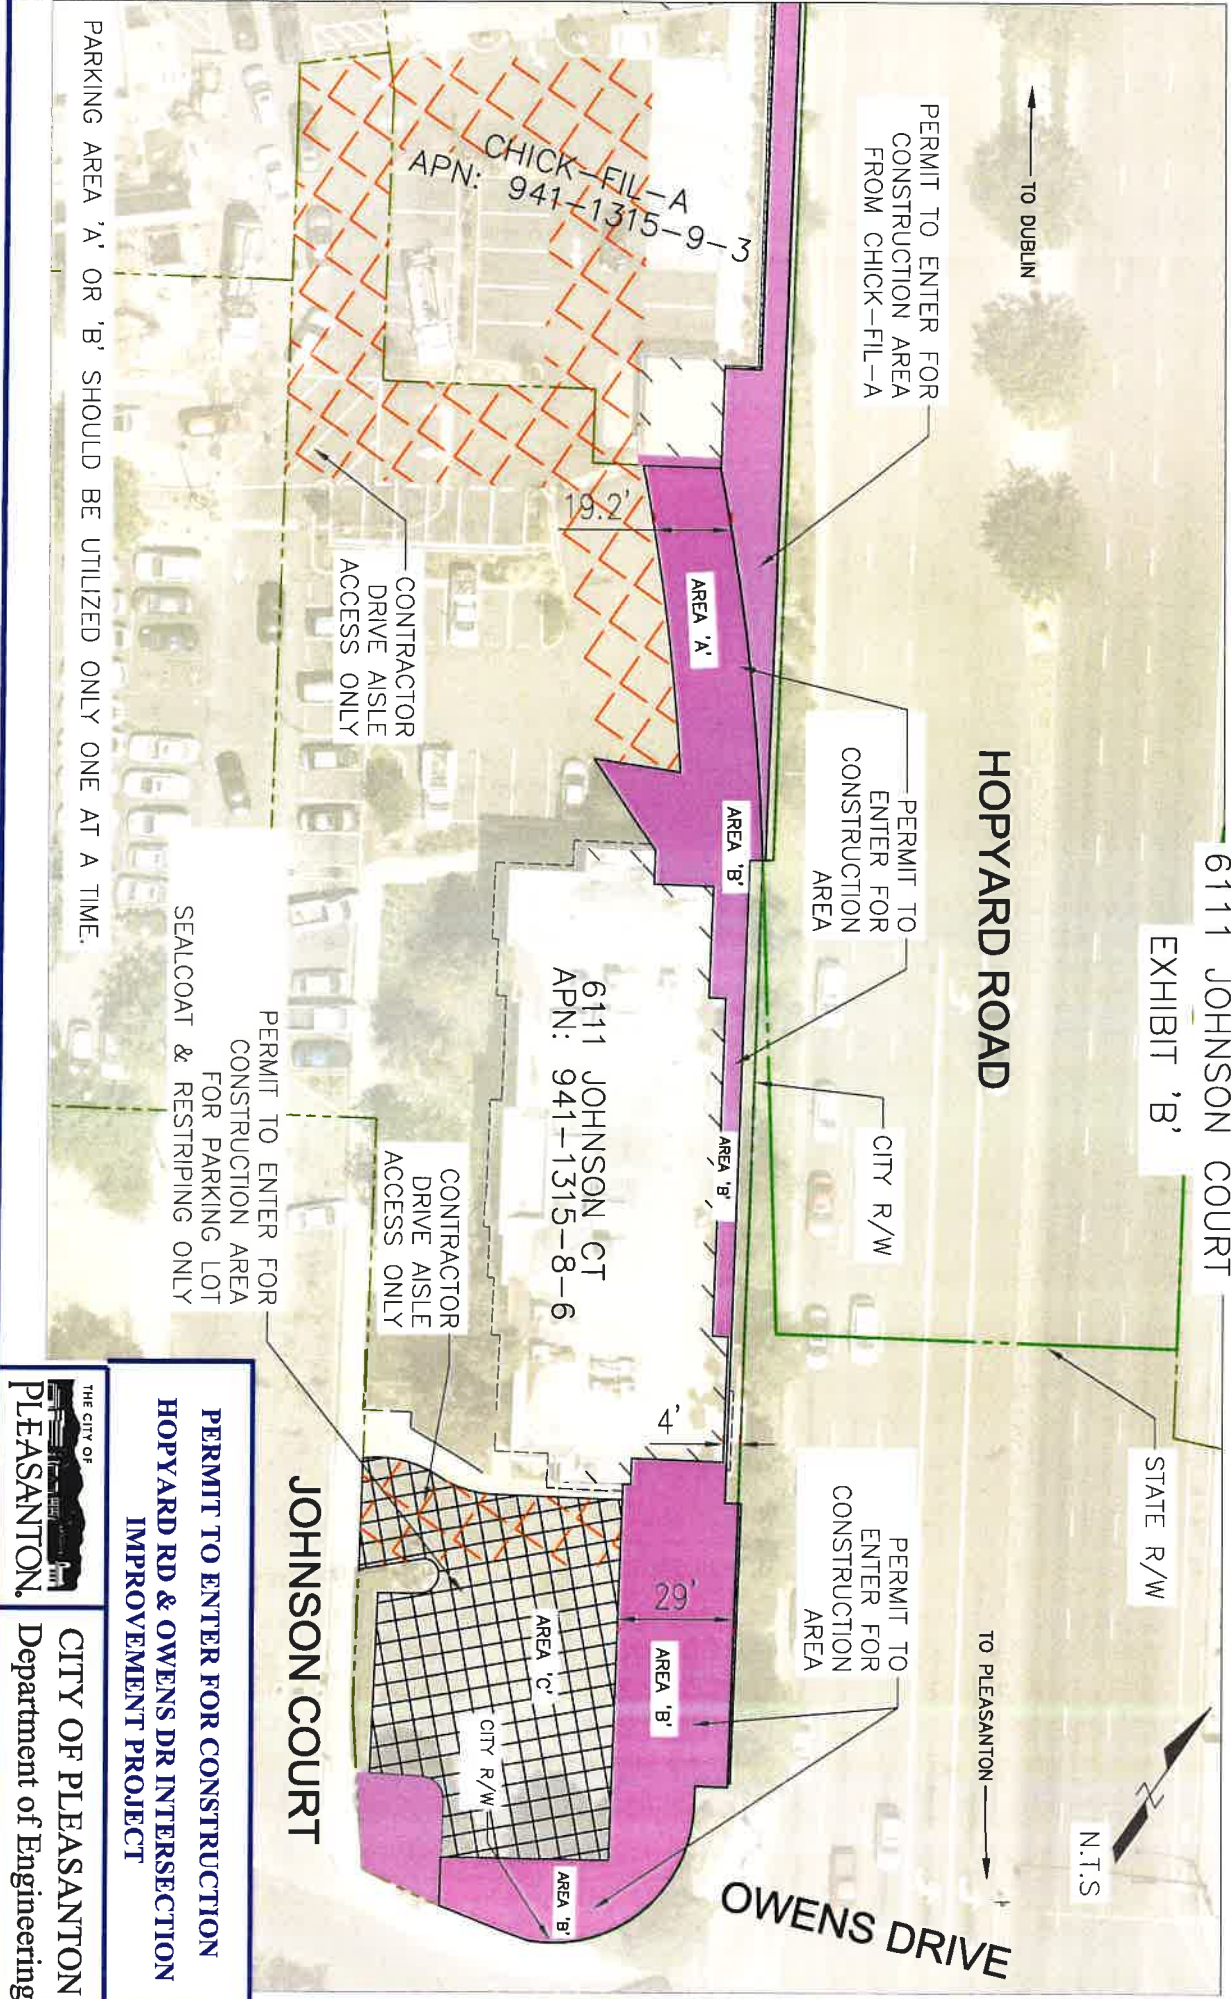 6111 JOHNSON COURT
EXHIBIT 'B'
TO DUBLIN
HOPYARD ROAD
TO PLEASANTON
N.T.S
PERMIT TO ENTER FOR
CONSTRUCTION AREA
FROM CHICK-FIL-A
PERMIT TO
ENTER FOR
CONSTRUCTION
AREA
CITY R/W
STATE R/W
PERMIT TO
ENTER FOR
CONSTRUCTION
AREA
OWENS DRIVE
CHICK-FIL-A
APN: 941-1315-9-3
19.2'
AREA 'A'
AREA 'B'
AREA 'B'
4'
29'
AREA 'B'
AREA 'B'
6111 JOHNSON CT
APN: 941-1315-8-6
AREA 'C'
CITY R/W
CONTRACTOR
DRIVE AISLE
ACCESS ONLY
CONTRACTOR
DRIVE AISLE
ACCESS ONLY
PERMIT TO ENTER FOR
CONSTRUCTION AREA
FOR PARKING LOT
SEALCOAT & RESTRIPING ONLY
JOHNSON COURT
PARKING AREA 'A' OR 'B' SHOULD BE UTILIZED ONLY ONE AT A TIME.
PERMIT TO ENTER FOR CONSTRUCTION
HOPYARD RD & OWENS DR INTERSECTION
IMPROVEMENT PROJECT
THE CITY OF
PLEASANTON.
CITY OF PLEASANTON
Department of Engineering